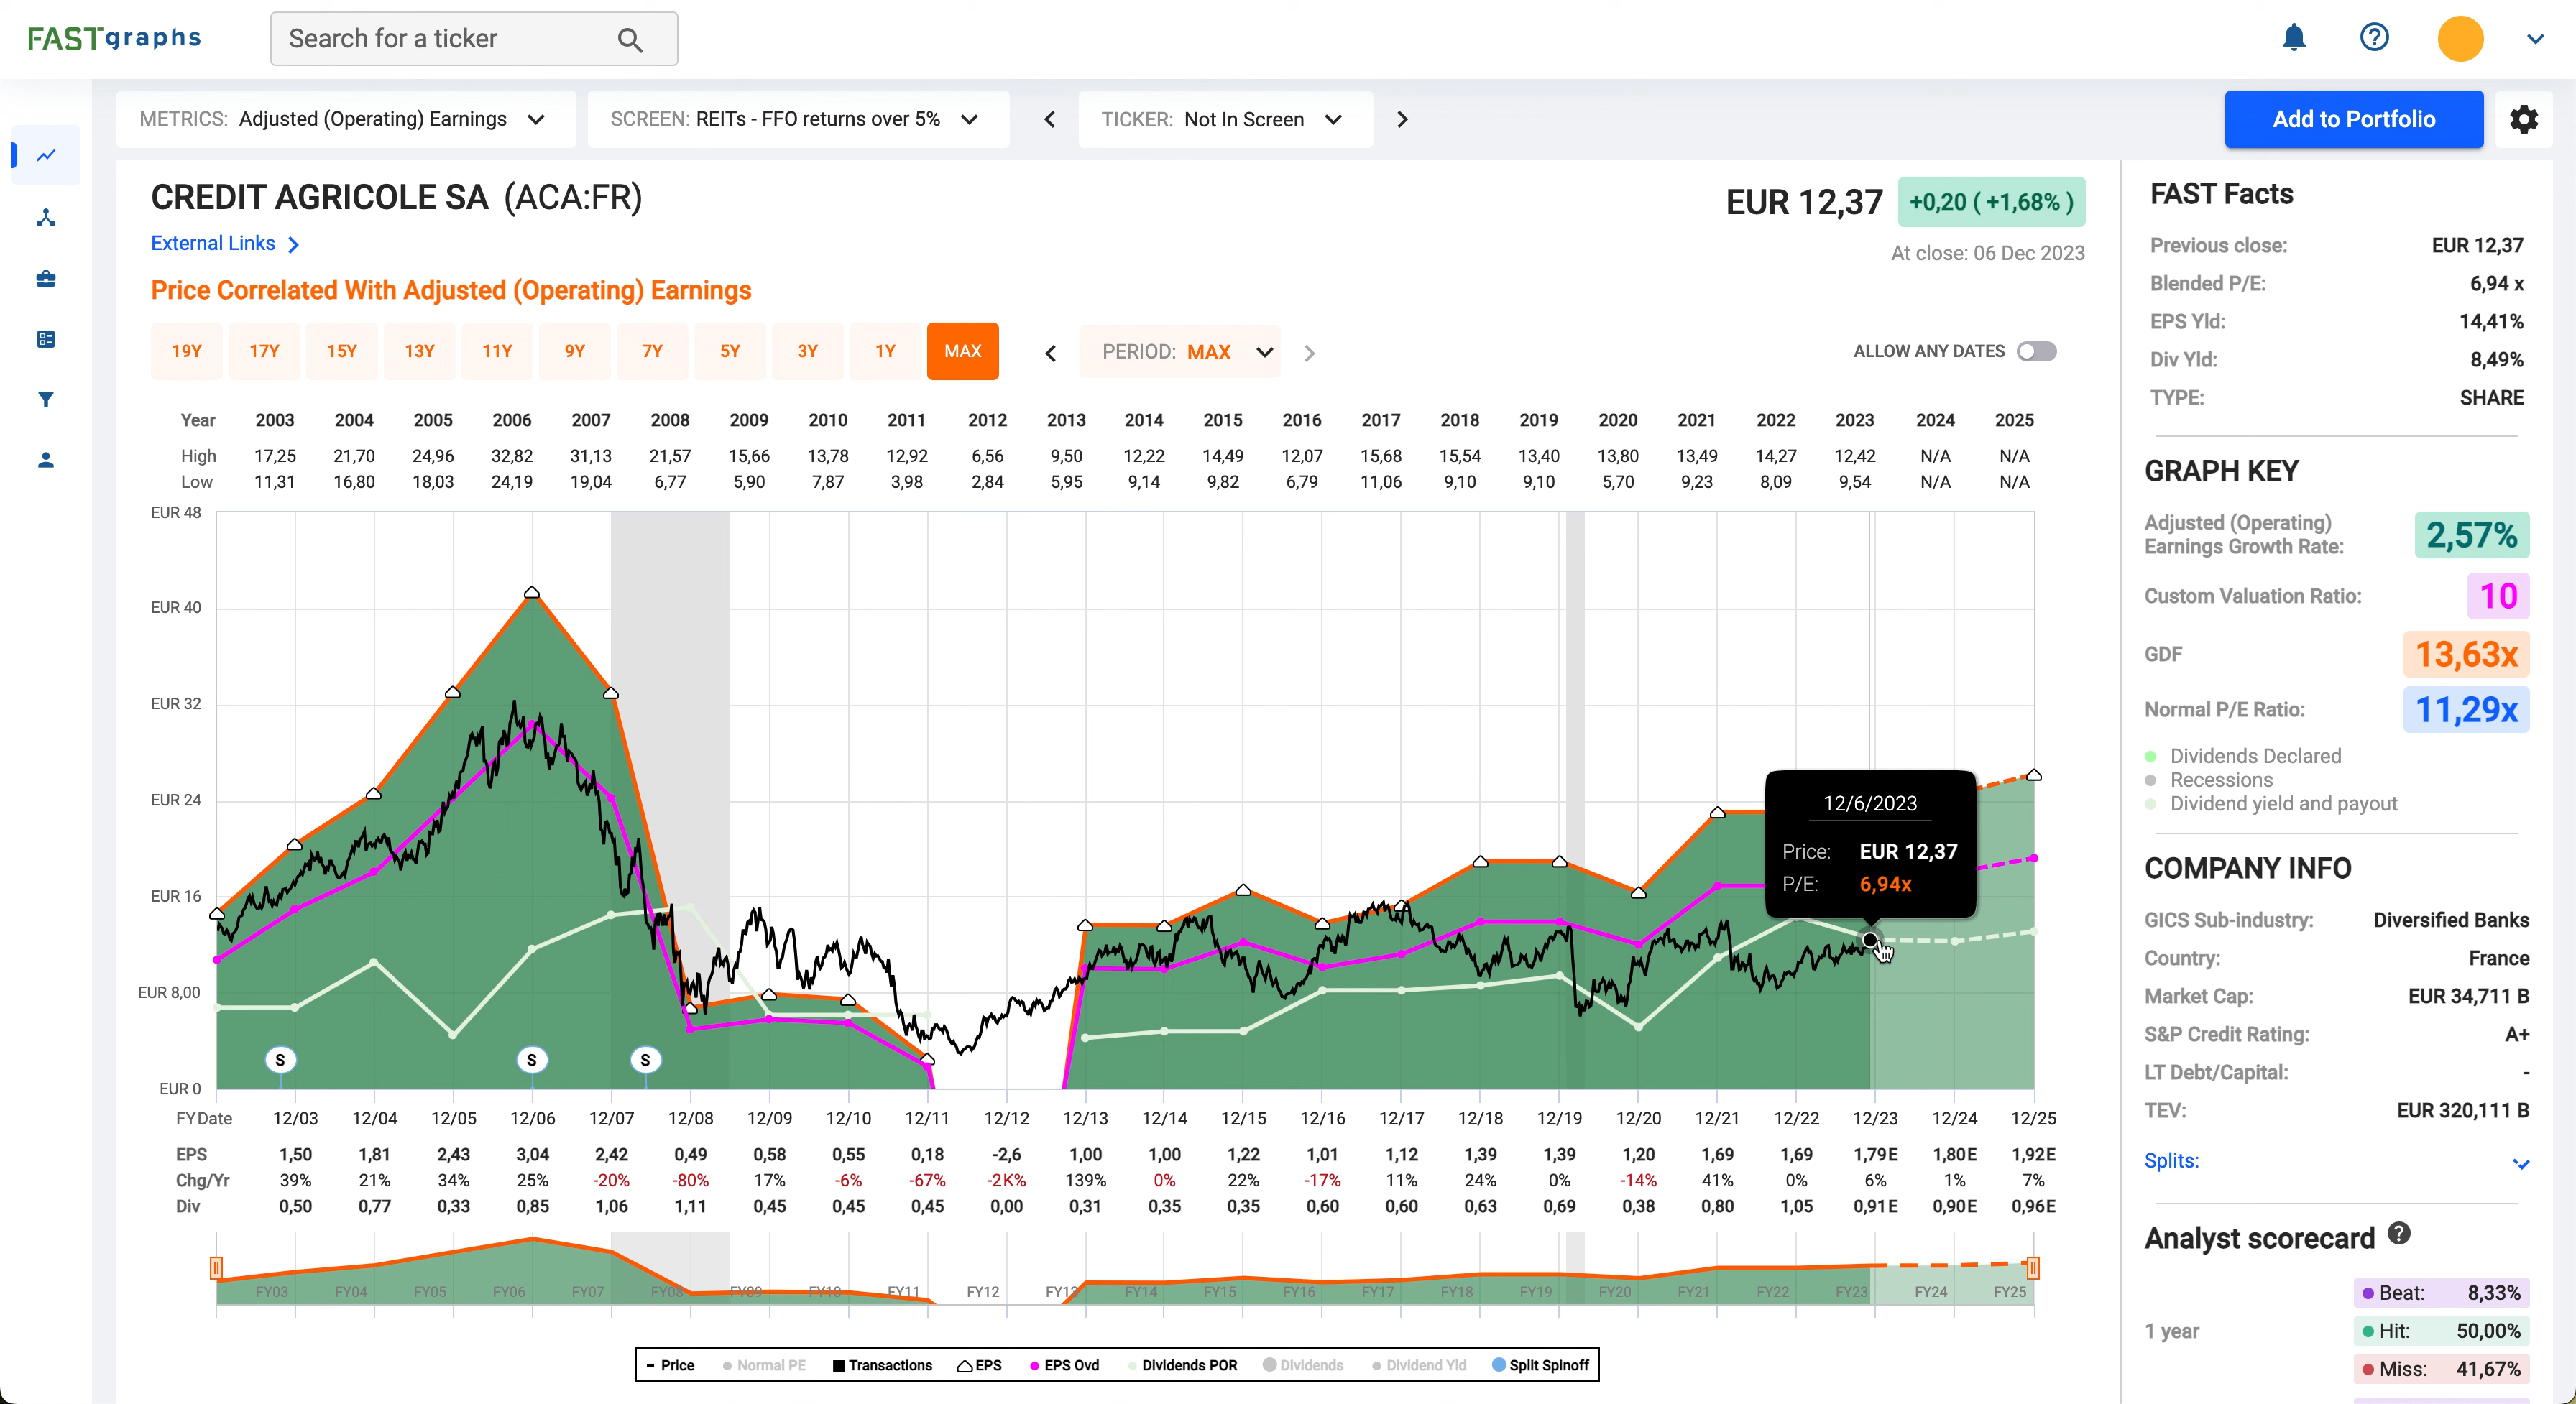 FASTgraphs
Search for a ticker
METRICS: Adjusted (Operating) Earnings
SCREEN: REITs - FFO returns over 5%
TICKER: Not In Screen
Add to Portfolio
CREDIT AGRICOLE SA (ACA:FR)
EUR 12,37 +0,20 ( +1,68% )
External Links
At close: 06 Dec 2023
Price Correlated With Adjusted (Operating) Earnings
19Y 17Y 15Y 13Y 11Y 9Y 7Y 5Y 3Y 1Y MAX
PERIOD: MAX
ALLOW ANY DATES
Year 2003 2004 2005 2006 2007 2008 2009 2010 2011 2012 2013 2014 2015 2016 2017 2018 2019 2020 2021 2022 2023 2024 2025
High 17,25 21,70 24,96 32,82 31,13 21,57 15,66 13,78 12,92 6,56 9,50 12,22 14,49 12,07 15,68 15,54 13,40 13,80 13,49 14,27 12,42 N/A N/A
Low 11,31 16,80 18,03 24,19 19,04 6,77 5,90 7,87 3,98 2,84 5,95 9,14 9,82 6,79 11,06 9,10 9,10 5,70 9,23 8,09 9,54 N/A N/A
EUR 48
EUR 40
EUR 32
EUR 24
EUR 16
EUR 8,00
EUR 0
12/6/2023
Price: EUR 12,37
P/E: 6,94x
S S S
FYDate 12/03 12/04 12/05 12/06 12/07 12/08 12/09 12/10 12/11 12/12 12/13 12/14 12/15 12/16 12/17 12/18 12/19 12/20 12/21 12/22 12/23 12/24 12/25
EPS 1,50 1,81 2,43 3,04 2,42 0,49 0,58 0,55 0,18 -2,6 1,00 1,00 1,22 1,01 1,12 1,39 1,39 1,20 1,69 1,69 1,79E 1,80E 1,92E
Chg/Yr 39% 21% 34% 25% -20% -80% 17% -6% -67% -2K% 139% 0% 22% -17% 11% 24% 0% -14% 41% 0% 6% 1% 7%
Div 0,50 0,77 0,33 0,85 1,06 1,11 0,45 0,45 0,45 0,00 0,31 0,35 0,35 0,60 0,60 0,63 0,69 0,38 0,80 1,05 0,91E 0,90E 0,96E
FY03 FY04 FY05 FY06 FY07 FY08 FY09 FY10 FY11 FY12 FY13 FY14 FY15 FY16 FY17 FY18 FY19 FY20 FY21 FY22 FY23 FY24 FY25
Price Normal PE Transactions EPS EPS Ovd Dividends POR Dividends Dividend Yld Split Spinoff
FAST Facts
Previous close: EUR 12,37
Blended P/E: 6,94 x
EPS Yld: 14,41%
Div Yld: 8,49%
TYPE: SHARE
GRAPH KEY
Adjusted (Operating)
Earnings Growth Rate: 2,57%
Custom Valuation Ratio: 10
GDF 13,63x
Normal P/E Ratio: 11,29x
Dividends Declared
Recessions
Dividend yield and payout
COMPANY INFO
GICS Sub-industry: Diversified Banks
Country: France
Market Cap: EUR 34,711 B
S&P Credit Rating: A+
LT Debt/Capital: -
TEV: EUR 320,111 B
Splits:
Analyst scorecard
Beat: 8,33%
1 year Hit: 50,00%
Miss: 41,67%